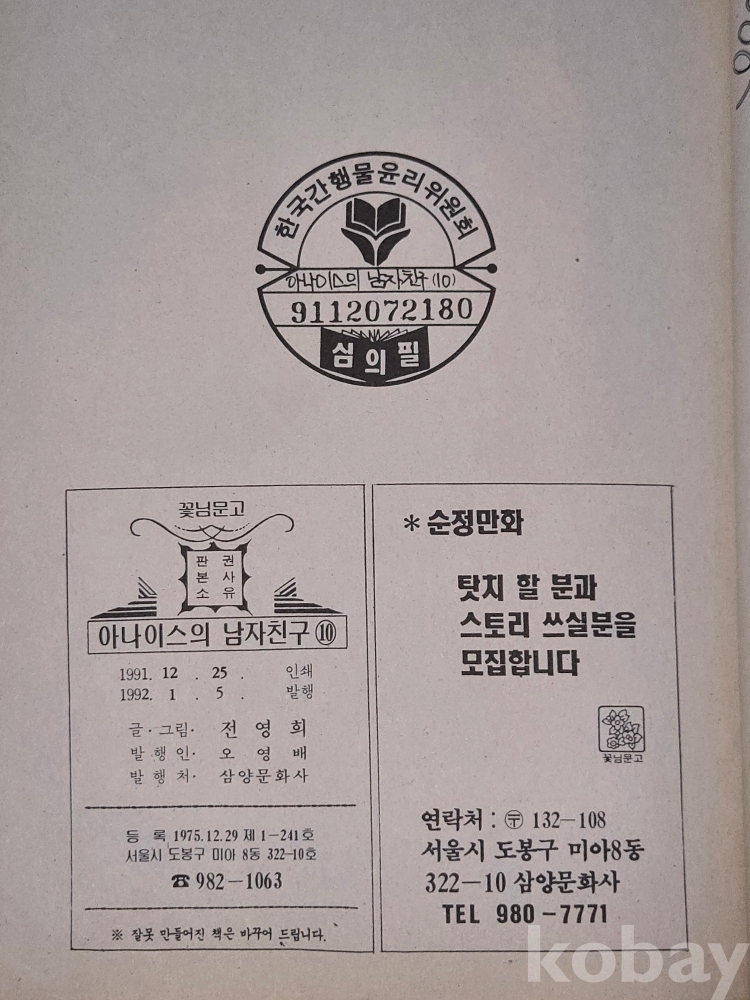 한국간행물윤리위원회
아나이스의 남자친구 (10)
9112072180
심의필
꽃님문고
판권
본사
소유
아나이스의 남자친구 ⑩
1991. 12 . 25 . 인쇄
1992. 1 . 5 . 발행
글·그림· 전영희
발행인· 오영배
발행처· 삼양문화사
등 록 1975.12.29 제 1-241호
서울시 도봉구 미아 8동 322-10호
☎ 982-1063
※ 잘못 만들어진 책은 바꾸어 드립니다.
* 순정만화
탓치 할 분과
스토리 쓰실분을
모집합니다
꽃님문고
연락처 : 〶 132-108
서울시 도봉구 미아8동
322-10 삼양문화사
TEL 980-7771
kobay